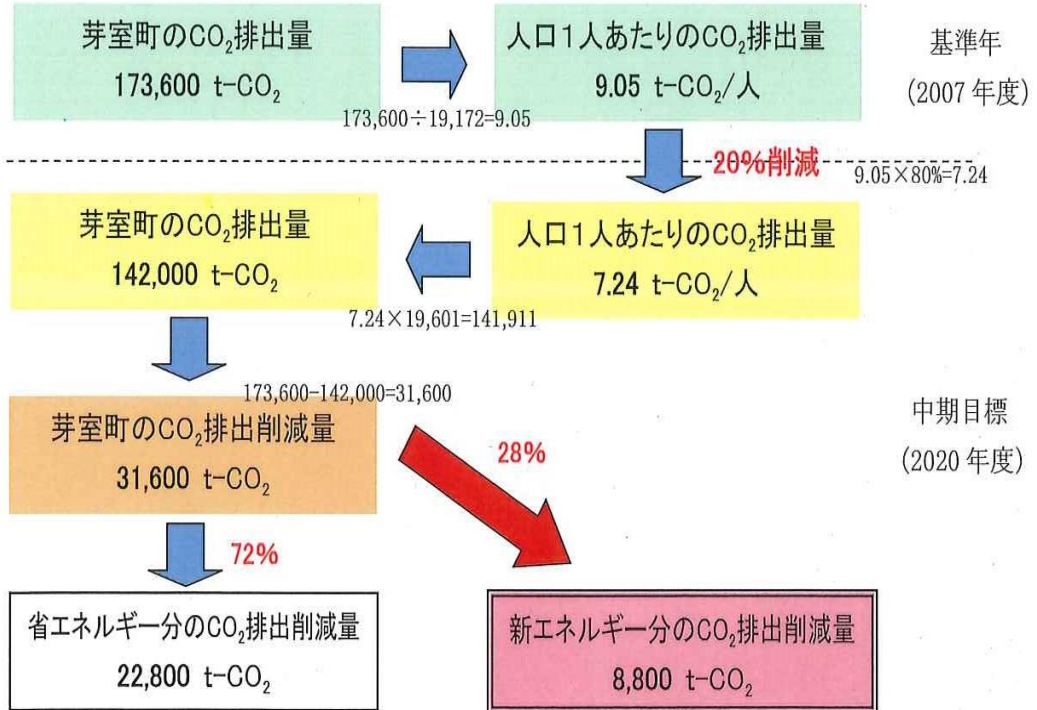 芽室町のCO₂排出量
173,600 t-CO₂
人口1人あたりのCO₂排出量
9.05 t-CO₂/人
基準年
(2007年度)
173,600÷19,172=9.05
20%削減
9.05×80%=7.24
芽室町のCO₂排出量
142,000 t-CO₂
人口1人あたりのCO₂排出量
7.24 t-CO₂/人
7.24×19,601=141,911
173,600-142,000=31,600
芽室町のCO₂排出削減量
31,600 t-CO₂
28%
中期目標
(2020年度)
72%
省エネルギー分のCO₂排出削減量
22,800 t-CO₂
新エネルギー分のCO₂排出削減量
8,800 t-CO₂